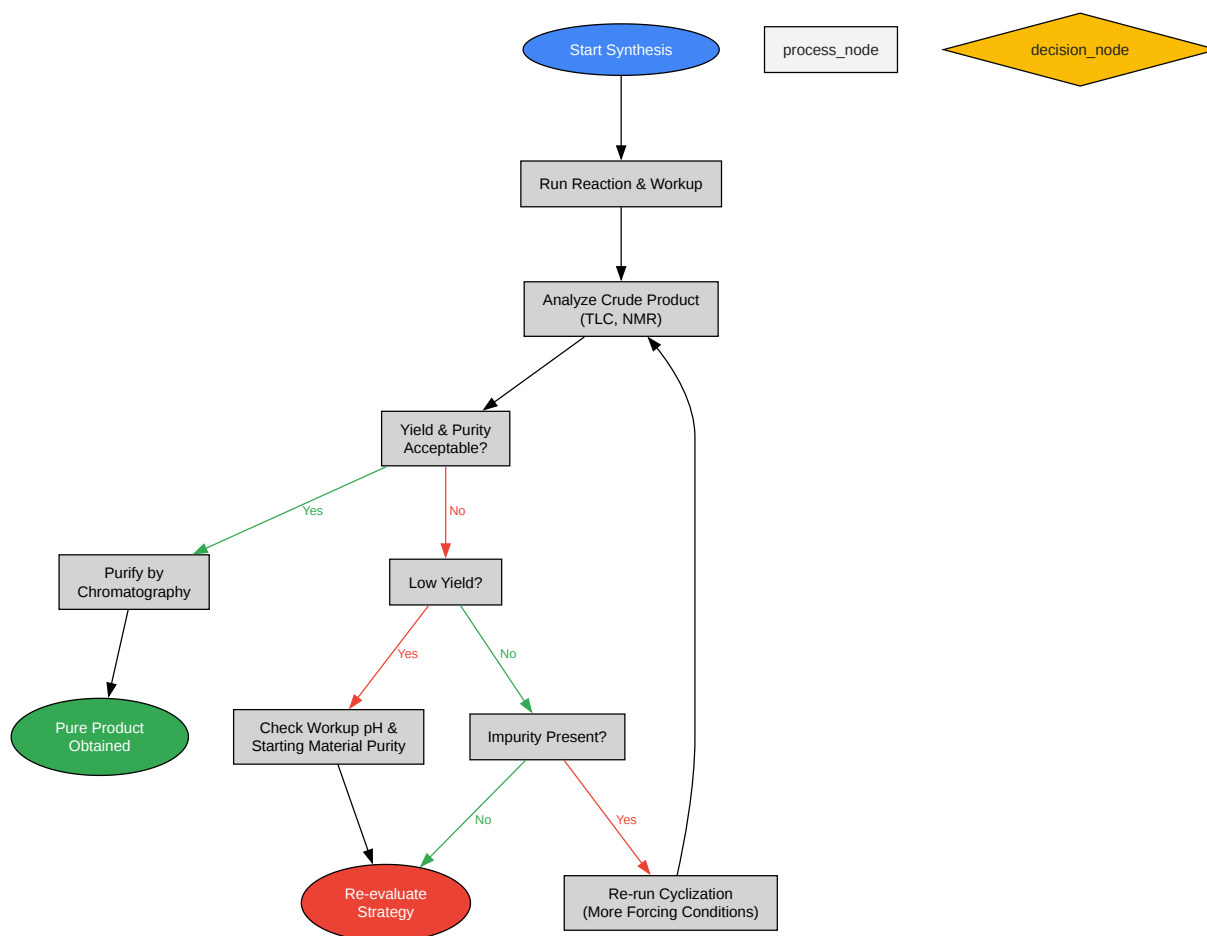 Start Synthesis
process_node
decision_node
Run Reaction & Workup
Analyze Crude Product
(TLC, NMR)
Yield & Purity
Acceptable?
Yes
No
Purify by
Chromatography
Low Yield?
Yes
No
Pure Product
Obtained
Check Workup pH &
Starting Material Purity
Impurity Present?
No
Yes
Re-evaluate
Strategy
Re-run Cyclization
(More Forcing Conditions)